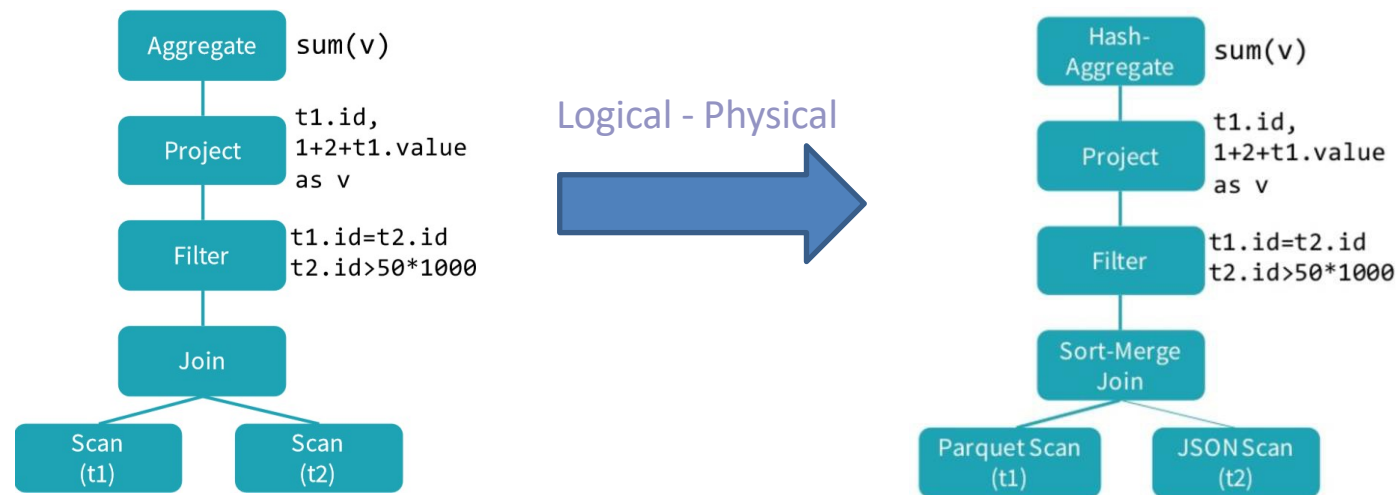 Aggregate
sum(v)
Project
t1.id,
1+2+t1.value
as v
Filter
t1.id=t2.id
t2.id>50*1000
Join
Scan
(t1)
Scan
(t2)
Logical - Physical
Hash-
Aggregate
sum(v)
Project
t1.id,
1+2+t1.value
as v
Filter
t1.id=t2.id
t2.id>50*1000
Sort-Merge
Join
Parquet Scan
(t1)
JSON Scan
(t2)